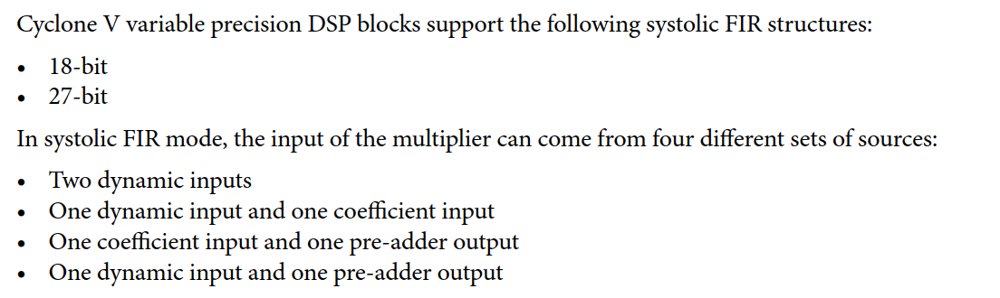 Cyclone V variable precision DSP blocks support the following systolic FIR structures:
• 18-bit
• 27-bit
In systolic FIR mode, the input of the multiplier can come from four different sets of sources:
• Two dynamic inputs
• One dynamic input and one coefficient input
• One coefficient input and one pre-adder output
• One dynamic input and one pre-adder output